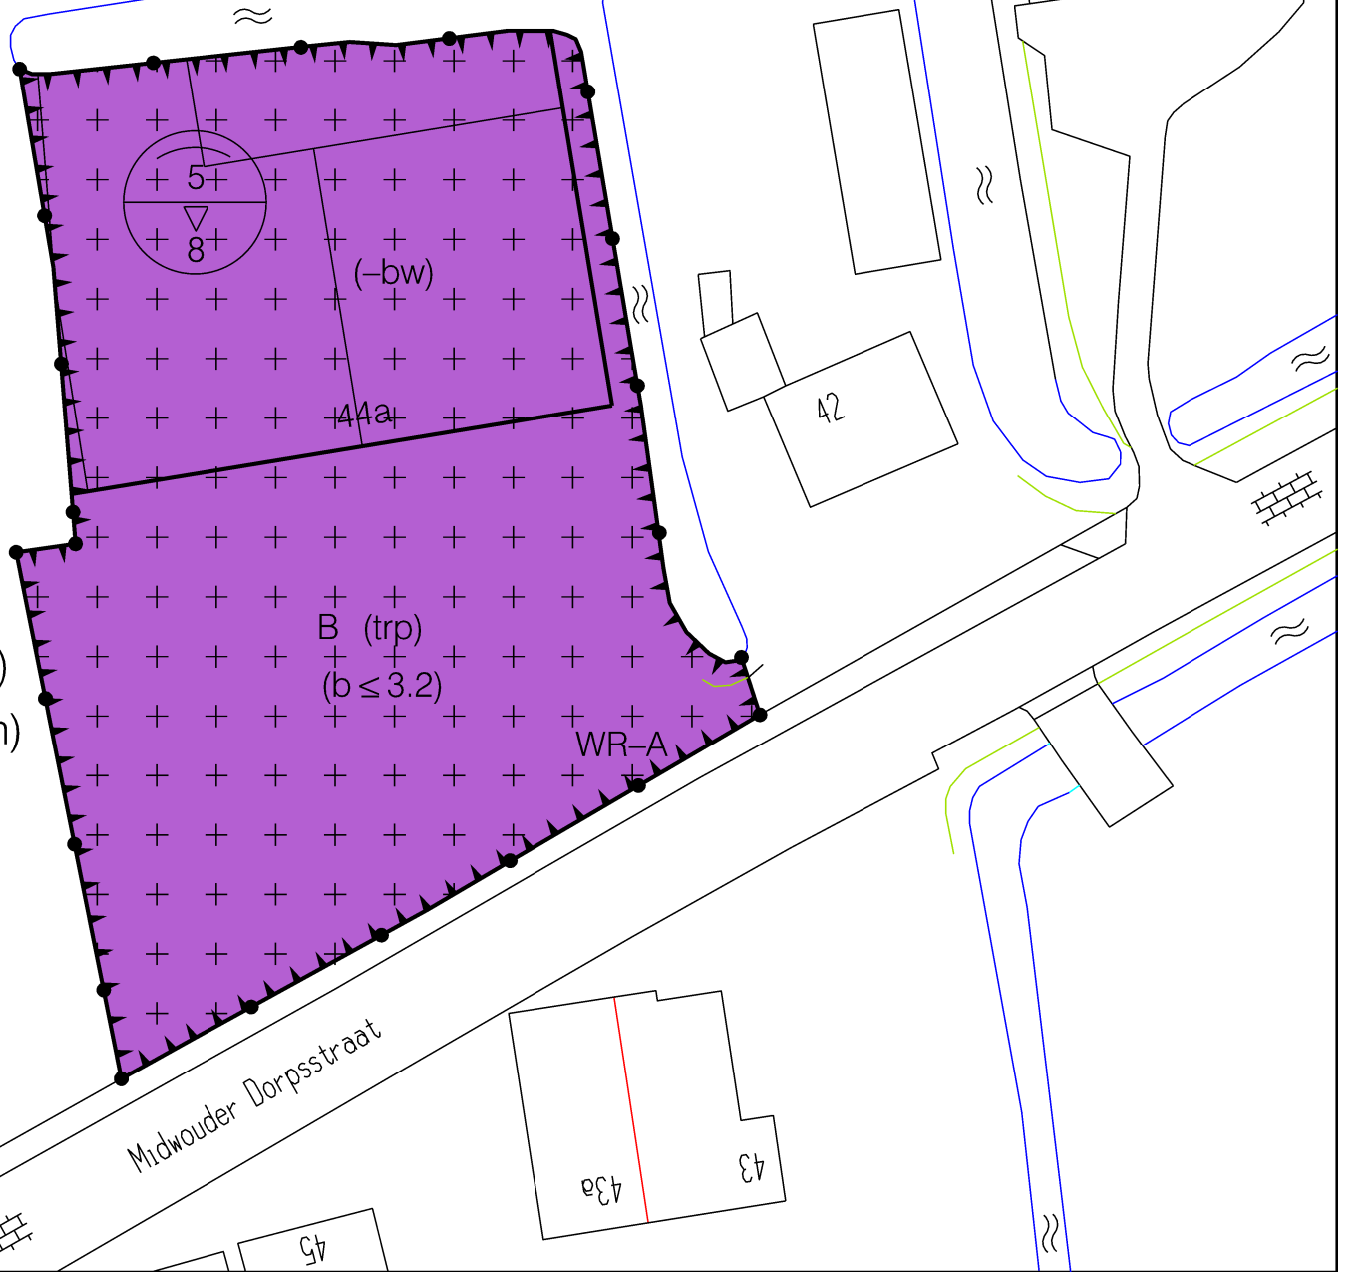 5
8
(–bw)
44a
42
B (trp)
(b ≤ 3.2)
)
WR–A
n)
Midwouder Dorpsstraat
43a
43
45